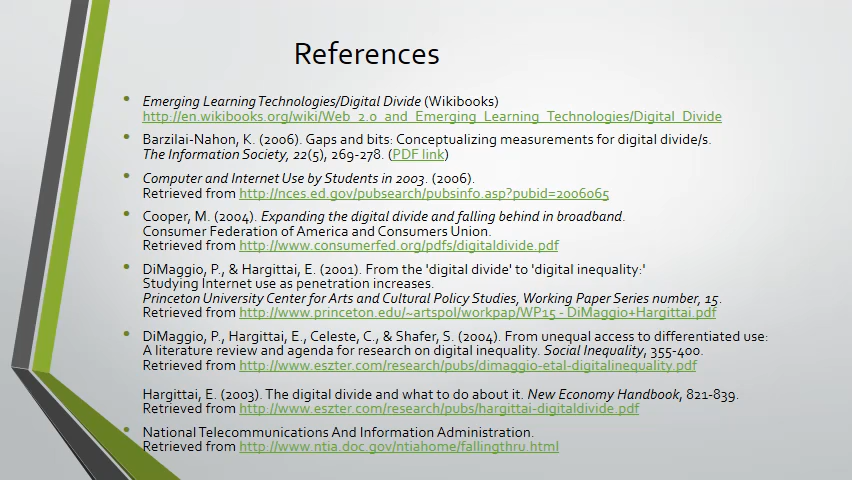 References
• Emerging Learning Technologies/Digital Divide (Wikibooks)
http://en.wikibooks.org/wiki/Web_2.0_and_Emerging_Learning_Technologies/Digital_Divide
• Barzilai-Nahon, K. (2006). Gaps and bits: Conceptualizing measurements for digital divide/s.
The Information Society, 22(5), 269-278. (PDF link)
• Computer and Internet Use by Students in 2003. (2006).
Retrieved from http://nces.ed.gov/pubsearch/pubsinfo.asp?pubid=2006065
• Cooper, M. (2004). Expanding the digital divide and falling behind in broadband.
Consumer Federation of America and Consumers Union.
Retrieved from http://www.consumerfed.org/pdfs/digitaldivide.pdf
• DiMaggio, P., & Hargittai, E. (2001). From the 'digital divide' to 'digital inequality:'
Studying Internet use as penetration increases.
Princeton University Center for Arts and Cultural Policy Studies, Working Paper Series number, 15.
Retrieved from http://www.princeton.edu/~artspol/workpap/WP15 - DiMaggio+Hargittai.pdf
• DiMaggio, P., Hargittai, E., Celeste, C., & Shafer, S. (2004). From unequal access to differentiated use:
A literature review and agenda for research on digital inequality. Social Inequality, 355-400.
Retrieved from http://www.eszter.com/research/pubs/dimaggio-etal-digitalinequality.pdf
Hargittai, E. (2003). The digital divide and what to do about it. New Economy Handbook, 821-839.
Retrieved from http://www.eszter.com/research/pubs/hargittai-digitaldivide.pdf
• National Telecommunications And Information Administration.
Retrieved from http://www.ntia.doc.gov/ntiahome/fallingthru.html